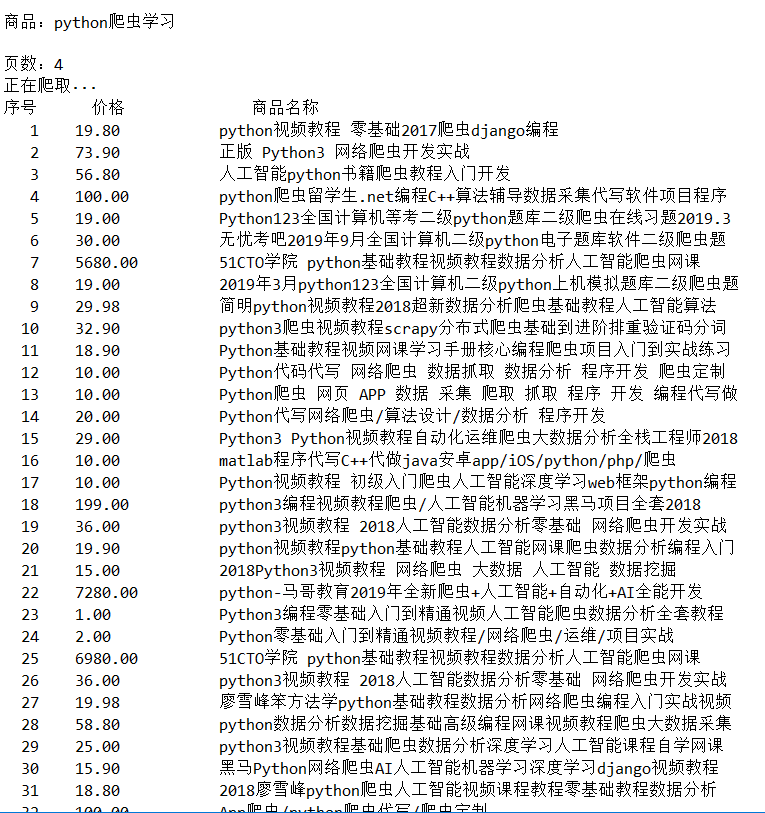 商品：python爬虫学习
页数：4
正在爬取...
序号 价格 商品名称
1 19.80 python视频教程 零基础2017爬虫django编程
2 73.90 正版 Python3 网络爬虫开发实战
3 56.80 人工智能python书籍爬虫教程入门开发
4 100.00 python爬虫留学生.net编程C++算法辅导数据采集代写软件项目程序
5 19.00 Python123全国计算机等考二级python题库二级爬虫在线习题2019.3
6 30.00 无忧考吧2019年9月全国计算机二级python电子题库软件二级爬虫题
7 5680.00 51CTO学院 python基础教程视频教程数据分析人工智能爬虫网课
8 19.00 2019年3月python123全国计算机二级python上机模拟题库二级爬虫题
9 29.98 简明python视频教程2018超新数据分析爬虫基础教程人工智能算法
10 32.90 python3爬虫视频教程scrapy分布式爬虫基础到进阶排重验证码分词
11 18.90 Python基础教程视频网课学习手册核心编程爬虫项目入门到实战练习
12 10.00 Python代码代写 网络爬虫 数据抓取 数据分析 程序开发 爬虫定制
13 10.00 Python爬虫 网页 APP 数据 采集 爬取 抓取 程序 开发 编程代写做
14 20.00 Python代写网络爬虫/算法设计/数据分析 程序开发
15 29.00 Python3 Python视频教程自动化运维爬虫大数据分析全栈工程师2018
16 10.00 matlab程序代写C++代做java安卓app/iOS/python/php/爬虫
17 10.00 Python视频教程 初级入门爬虫人工智能深度学习web框架python编程
18 199.00 python3编程视频教程爬虫/人工智能机器学习黑马项目全套2018
19 36.00 python3视频教程 2018人工智能数据分析零基础 网络爬虫开发实战
20 19.90 python视频教程python基础教程人工智能网课爬虫数据分析编程入门
21 15.00 2018Python3视频教程 网络爬虫 大数据 人工智能 数据挖掘
22 7280.00 python-马哥教育2019年全新爬虫+人工智能+自动化+AI全能开发
23 1.00 Python3编程零基础入门到精通视频人工智能爬虫数据分析全套教程
24 2.00 Python零基础入门到精通视频教程/网络爬虫/运维/项目实战
25 6980.00 51CTO学院 python基础教程视频教程数据分析人工智能爬虫网课
26 36.00 python3视频教程 2018人工智能数据分析零基础 网络爬虫开发实战
27 19.98 廖雪峰笨方法学python基础教程数据分析网络爬虫编程入门实战视频
28 58.80 python数据分析数据挖掘基础高级编程网课视频教程爬虫大数据采集
29 25.00 python3视频教程基础爬虫数据分析深度学习人工智能课程自学网课
30 15.90 黑马Python网络爬虫AI人工智能机器学习深度学习django视频教程
31 18.80 2018廖雪峰python爬虫人工智能视频课程教程零基础教程数据分析
32 100.00 App爬虫/python爬虫代写/爬虫定制